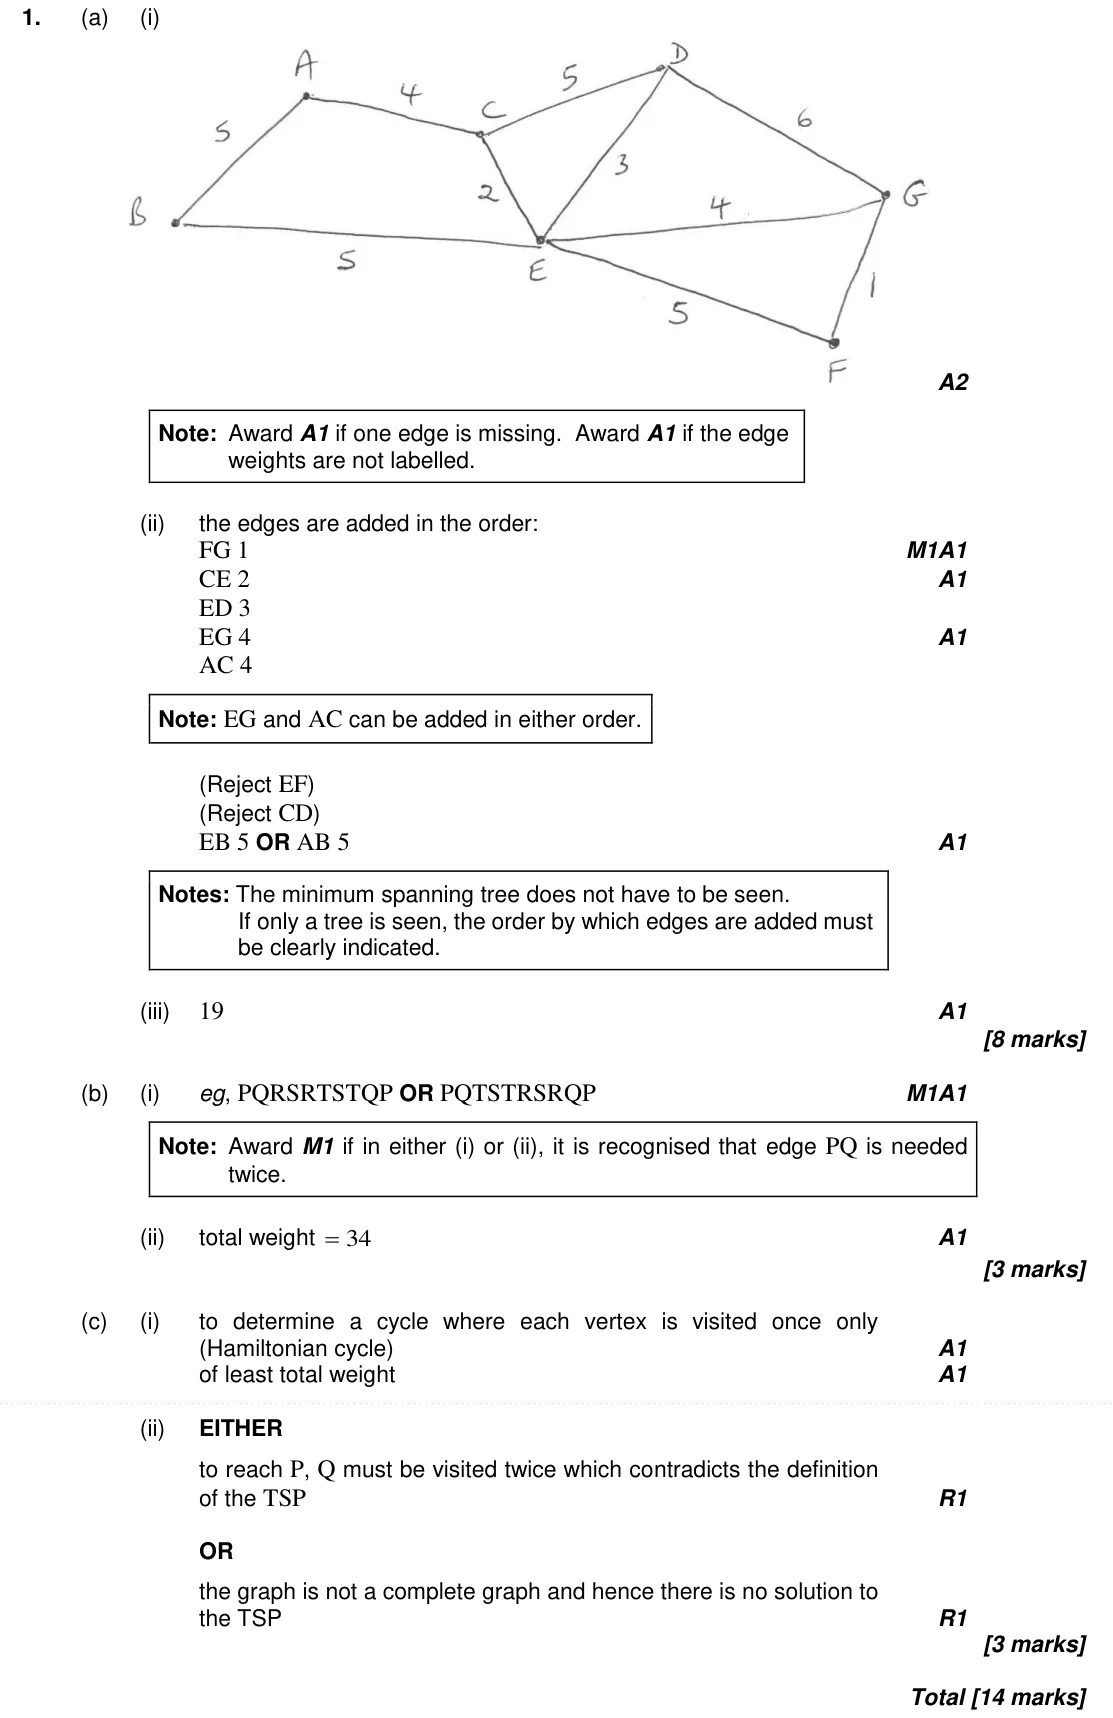 1. (a) (i)
D
A
5
4
C
6
5
3
2
G
B
4
5
E
1
5
F
A2
Note: Award A1 if one edge is missing. Award A1 if the edge
weights are not labelled.
(ii) the edges are added in the order:
FG 1 M1A1
CE 2 A1
ED 3
EG 4 A1
AC 4
Note: EG and AC can be added in either order.
(Reject EF)
(Reject CD)
EB 5 OR AB 5 A1
Notes: The minimum spanning tree does not have to be seen.
If only a tree is seen, the order by which edges are added must
be clearly indicated.
(iii) 19 A1
[8 marks]
(b) (i) eg, PQRSRTSTQP OR PQTSTRSRQP M1A1
Note: Award M1 if in either (i) or (ii), it is recognised that edge PQ is needed
twice.
(ii) total weight = 34 A1
[3 marks]
(c) (i) to determine a cycle where each vertex is visited once only
(Hamiltonian cycle) A1
of least total weight A1
(ii) EITHER
to reach P, Q must be visited twice which contradicts the definition
of the TSP R1
OR
the graph is not a complete graph and hence there is no solution to
the TSP R1
[3 marks]
Total [14 marks]